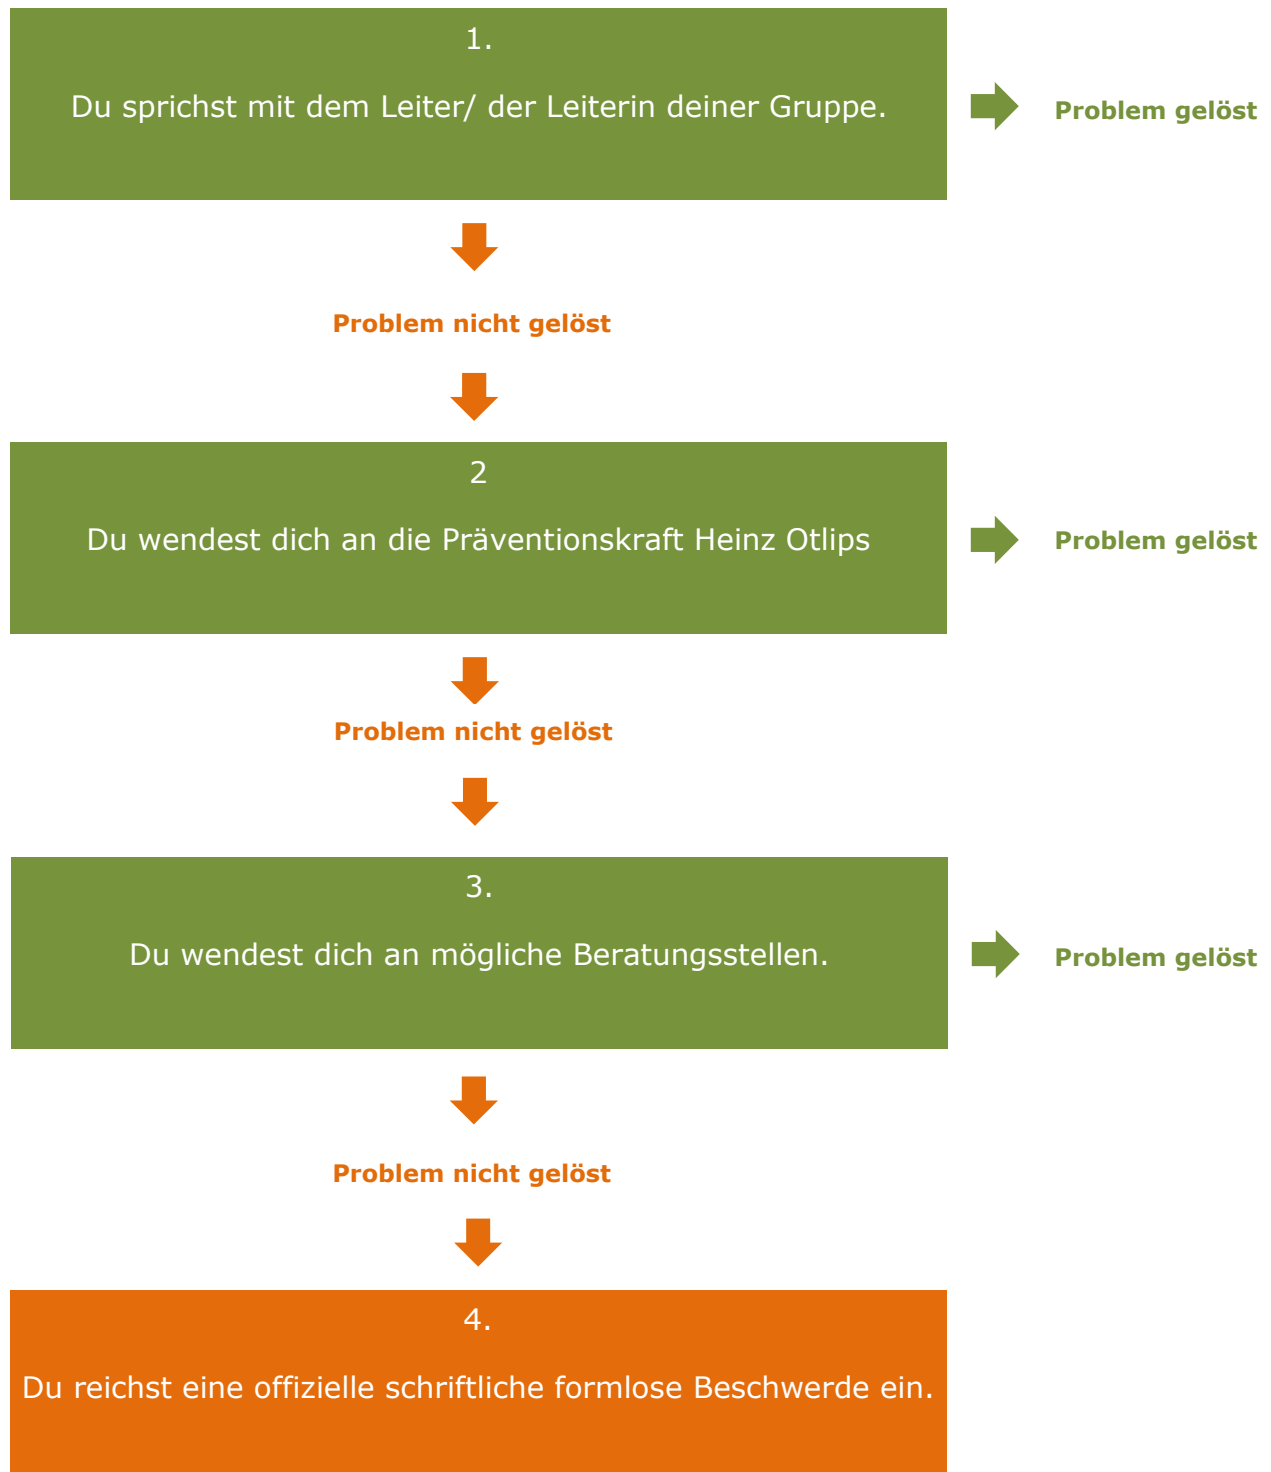 1.
Du sprichst mit dem Leiter/ der Leiterin deiner Gruppe.
Problem gelöst
Problem nicht gelöst
2
Du wendest dich an die Präventionskraft Heinz Otlips
Problem gelöst
Problem nicht gelöst
3.
Du wendest dich an mögliche Beratungsstellen.
Problem gelöst
Problem nicht gelöst
4.
Du reichst eine offizielle schriftliche formlose Beschwerde ein.